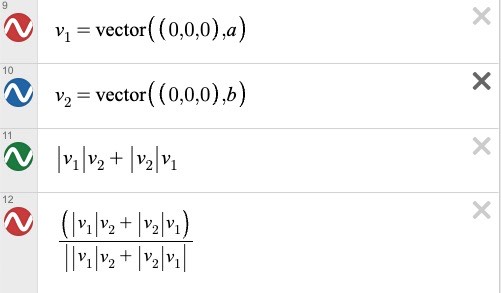 9
v₁ = vector((0,0,0),a)
10
v₂ = vector((0,0,0),b)
11
|v₁|v₂ + |v₂|v₁
12
(|v₁|v₂ + |v₂|v₁)
||v₁|v₂ + |v₂|v₁|